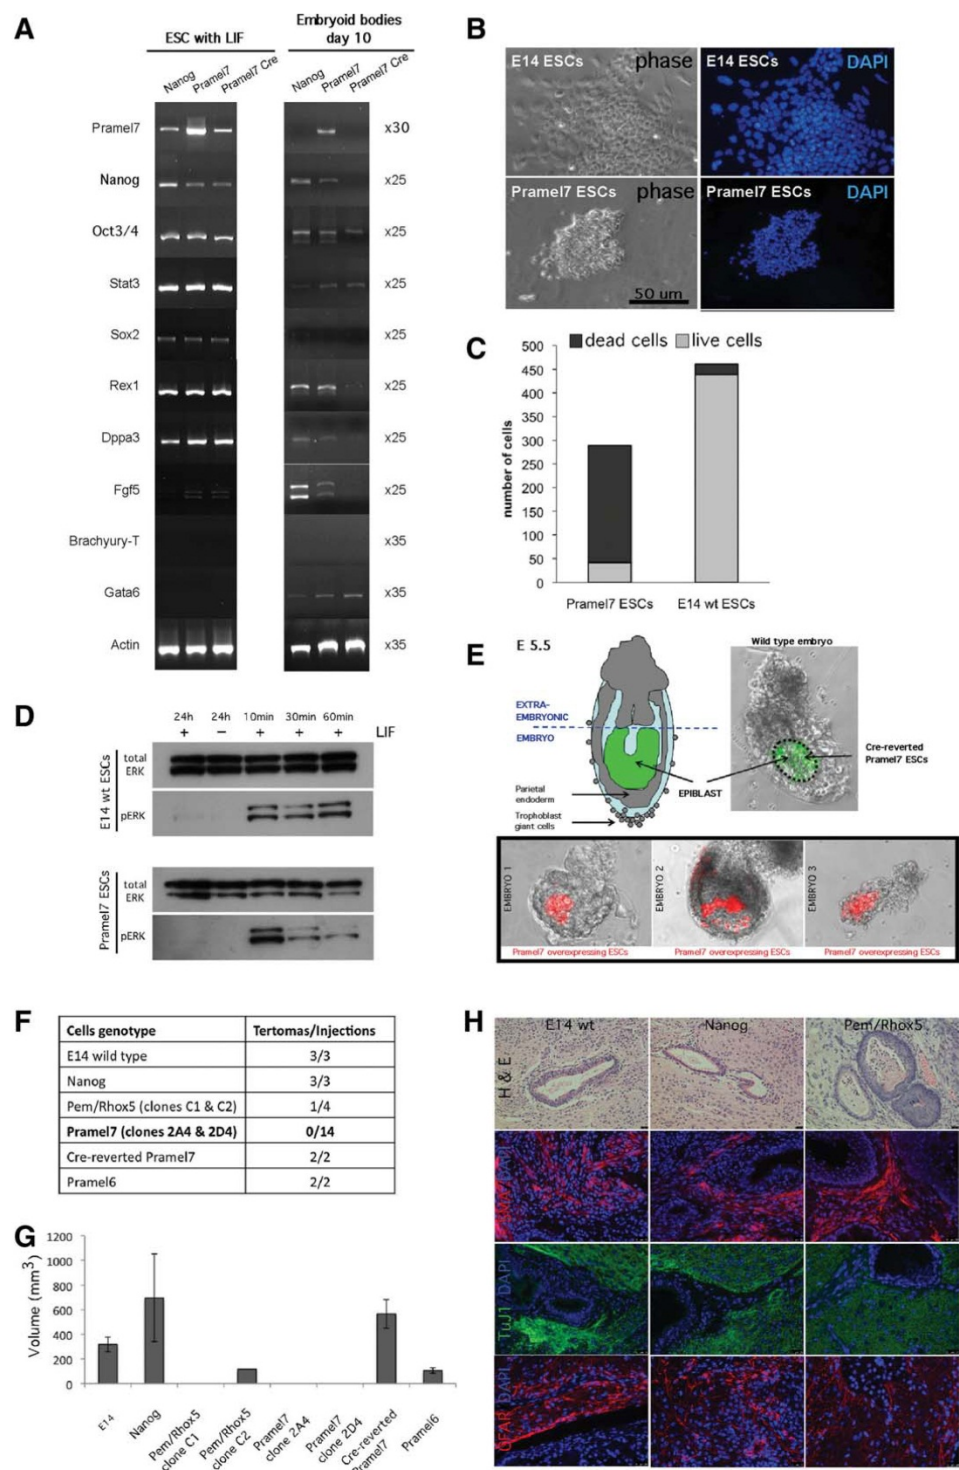 A
ESC with LIF
Embryoid bodies
day 10
Nanog
Pramel7
Pramel7 Cre
Nanog
Pramel7
Pramel7 Cre
Pramel7
x30
Nanog
x25
Oct3/4
x25
Stat3
x25
Sox2
x25
Rex1
x25
Dppa3
x25
Fgf5
x25
Brachyury-T
x35
Gata6
x35
Actin
x35
B
E14 ESCs
phase
E14 ESCs
DAPI
Pramel7 ESCs
phase
Pramel7 ESCs
DAPI
50 um
C
dead cells
live cells
number of cells
500
450
400
350
300
250
200
150
100
50
0
Pramel7 ESCs
E14 wt ESCs
D
24h 24h 10min 30min 60min
+ − + + + LIF
E14 wt ESCs
total
ERK
pERK
Pramel7 ESCs
total
ERK
pERK
E
E 5.5
EXTRA-
EMBRYONIC
EMBRYO
Parietal
endoderm
Trophoblast
giant cells
EPIBLAST
Wild type embryo
Cre-reverted
Pramel7 ESCs
EMBRYO 1
Pramel7 overexpressing ESCs
EMBRYO 2
Pramel7 overexpressing ESCs
EMBRYO 3
Pramel7 overexpressing ESCs
F
Cells genotype Tertomas/Injections
E14 wild type 3/3
Nanog 3/3
Pem/Rhox5 (clones C1 & C2) 1/4
Pramel7 (clones 2A4 & 2D4) 0/14
Cre-reverted Pramel7 2/2
Pramel6 2/2
G
Volume (mm3)
1200
1000
800
600
400
200
0
E14
Nanog
Pem/Rhox5
clone C1
Pem/Rhox5
clone C2
Pramel7
clone 2A4
Pramel7
clone 2D4
Cre-reverted
Pramel7
Pramel6
H
E14 wt
Nanog
Pem/Rhox5
H & E
DAPI
TuJ1 DAPI
GFAP DAPI